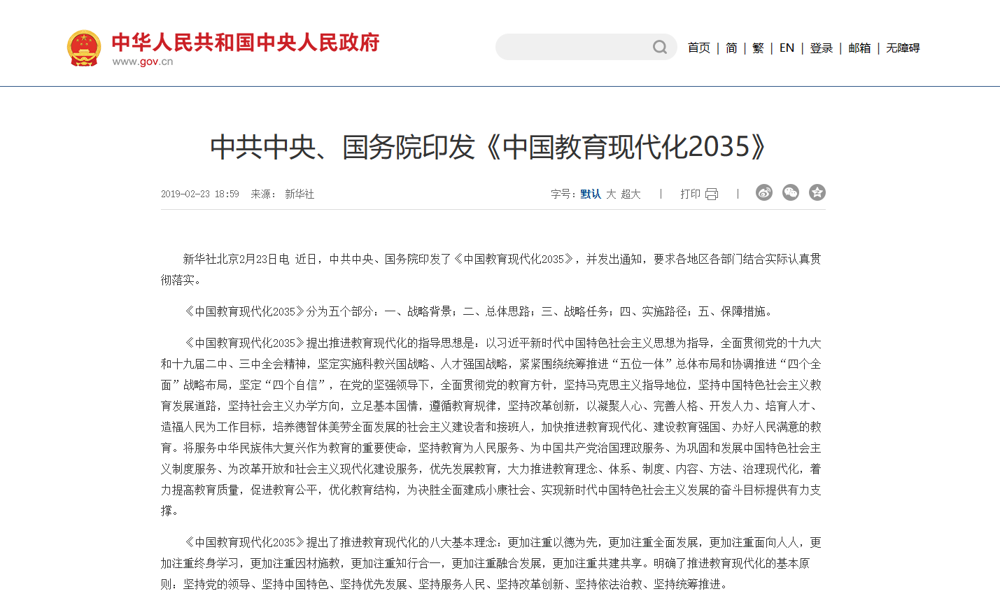 中华人民共和国中央人民政府
www.gov.cn
首页 | 简 | 繁 | EN | 登录 | 邮箱 | 无障碍
中共中央、国务院印发《中国教育现代化2035》
2019-02-23 18:59 来源： 新华社
字号：默认 大 超大 | 打印 |
新华社北京2月23日电 近日，中共中央、国务院印发了《中国教育现代化2035》，并发出通知，要求各地区各部门结合实际认真贯
彻落实。
《中国教育现代化2035》分为五个部分：一、战略背景；二、总体思路；三、战略任务；四、实施路径；五、保障措施。
《中国教育现代化2035》提出推进教育现代化的指导思想是：以习近平新时代中国特色社会主义思想为指导，全面贯彻党的十九大
和十九届二中、三中全会精神，坚定实施科教兴国战略、人才强国战略，紧紧围绕统筹推进“五位一体”总体布局和协调推进“四个全
面”战略布局，坚定“四个自信”，在党的坚强领导下，全面贯彻党的教育方针，坚持马克思主义指导地位，坚持中国特色社会主义教
育发展道路，坚持社会主义办学方向，立足基本国情，遵循教育规律，坚持改革创新，以凝聚人心、完善人格、开发人力、培育人才、
造福人民为工作目标，培养德智体美劳全面发展的社会主义建设者和接班人，加快推进教育现代化、建设教育强国、办好人民满意的教
育。将服务中华民族伟大复兴作为教育的重要使命，坚持教育为人民服务、为中国共产党治国理政服务、为巩固和发展中国特色社会主
义制度服务、为改革开放和社会主义现代化建设服务，优先发展教育，大力推进教育理念、体系、制度、内容、方法、治理现代化，着
力提高教育质量，促进教育公平，优化教育结构，为决胜全面建成小康社会、实现新时代中国特色社会主义发展的奋斗目标提供有力支
撑。
《中国教育现代化2035》提出了推进教育现代化的八大基本理念：更加注重以德为先，更加注重全面发展，更加注重面向人人，更
加注重终身学习，更加注重因材施教，更加注重知行合一，更加注重融合发展，更加注重共建共享。明确了推进教育现代化的基本原
则：坚持党的领导、坚持中国特色、坚持优先发展、坚持服务人民、坚持改革创新、坚持依法治教、坚持统筹推进。